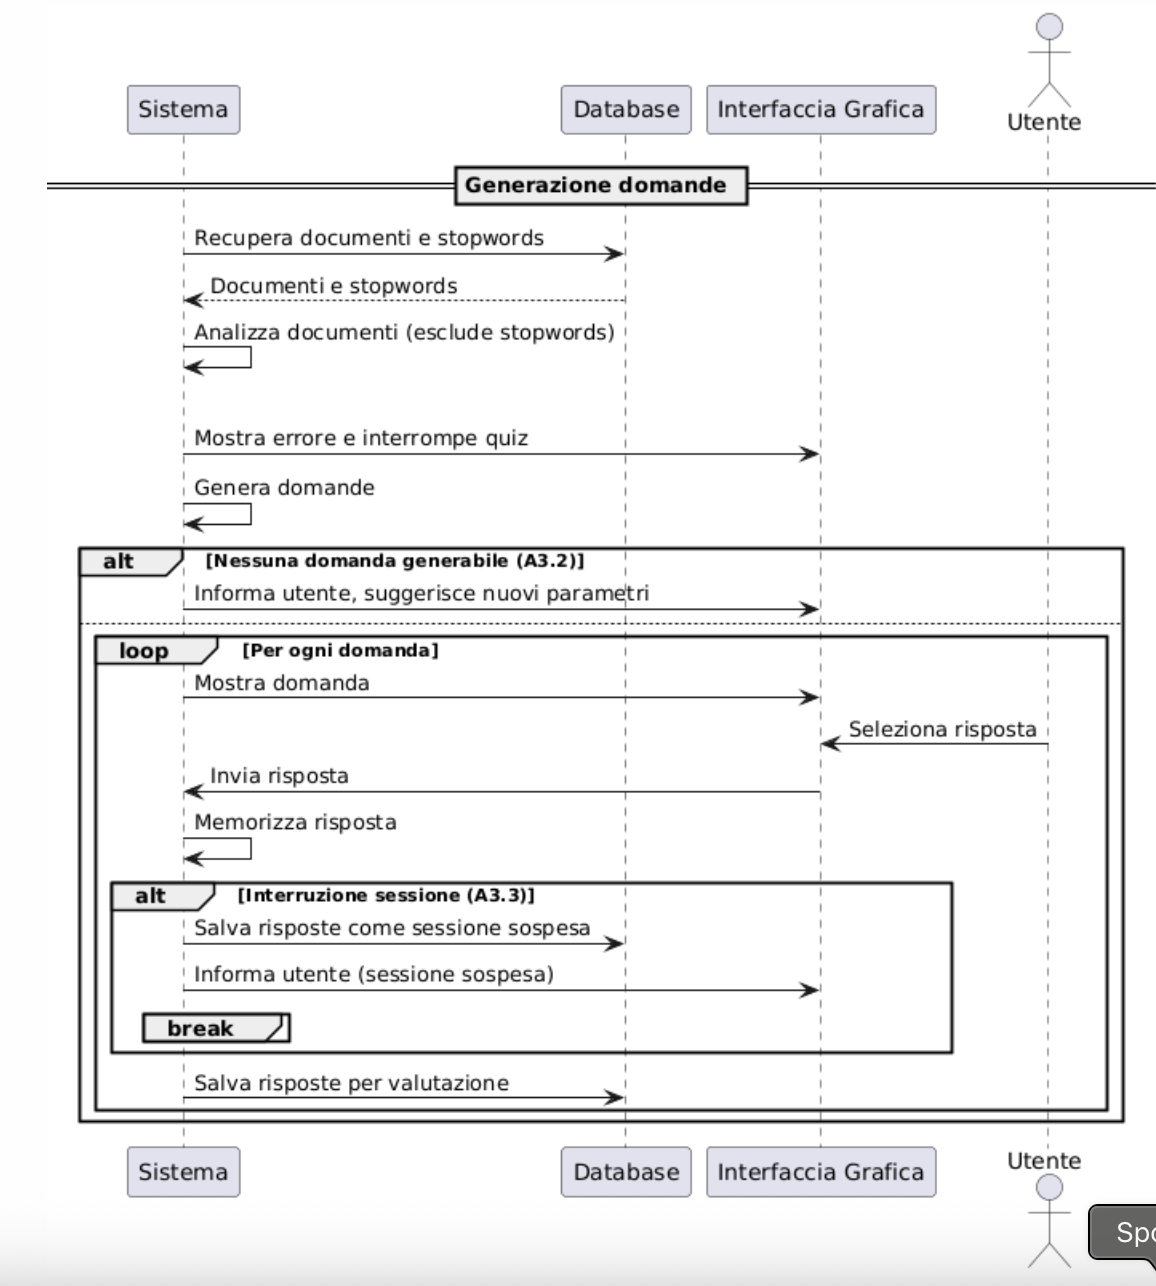 Utente
Sistema
Database
Interfaccia Grafica
Generazione domande
Recupera documenti e stopwords
Documenti e stopwords
Analizza documenti (esclude stopwords)
Mostra errore e interrompe quiz
Genera domande
alt [Nessuna domanda generabile (A3.2)]
Informa utente, suggerisce nuovi parametri
loop [Per ogni domanda]
Mostra domanda
Seleziona risposta
Invia risposta
Memorizza risposta
alt [Interruzione sessione (A3.3)]
Salva risposte come sessione sospesa
Informa utente (sessione sospesa)
break
Salva risposte per valutazione
Sistema
Database
Interfaccia Grafica
Utente